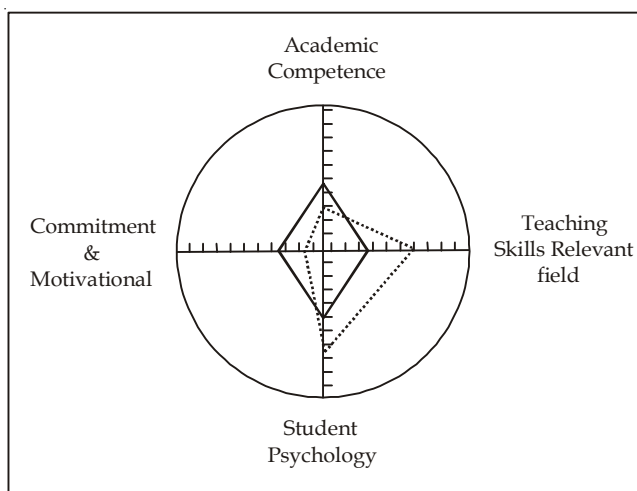 Academic
Competence
Commitment
&
Motivational
Teaching
Skills Relevant
field
Student
Psychology